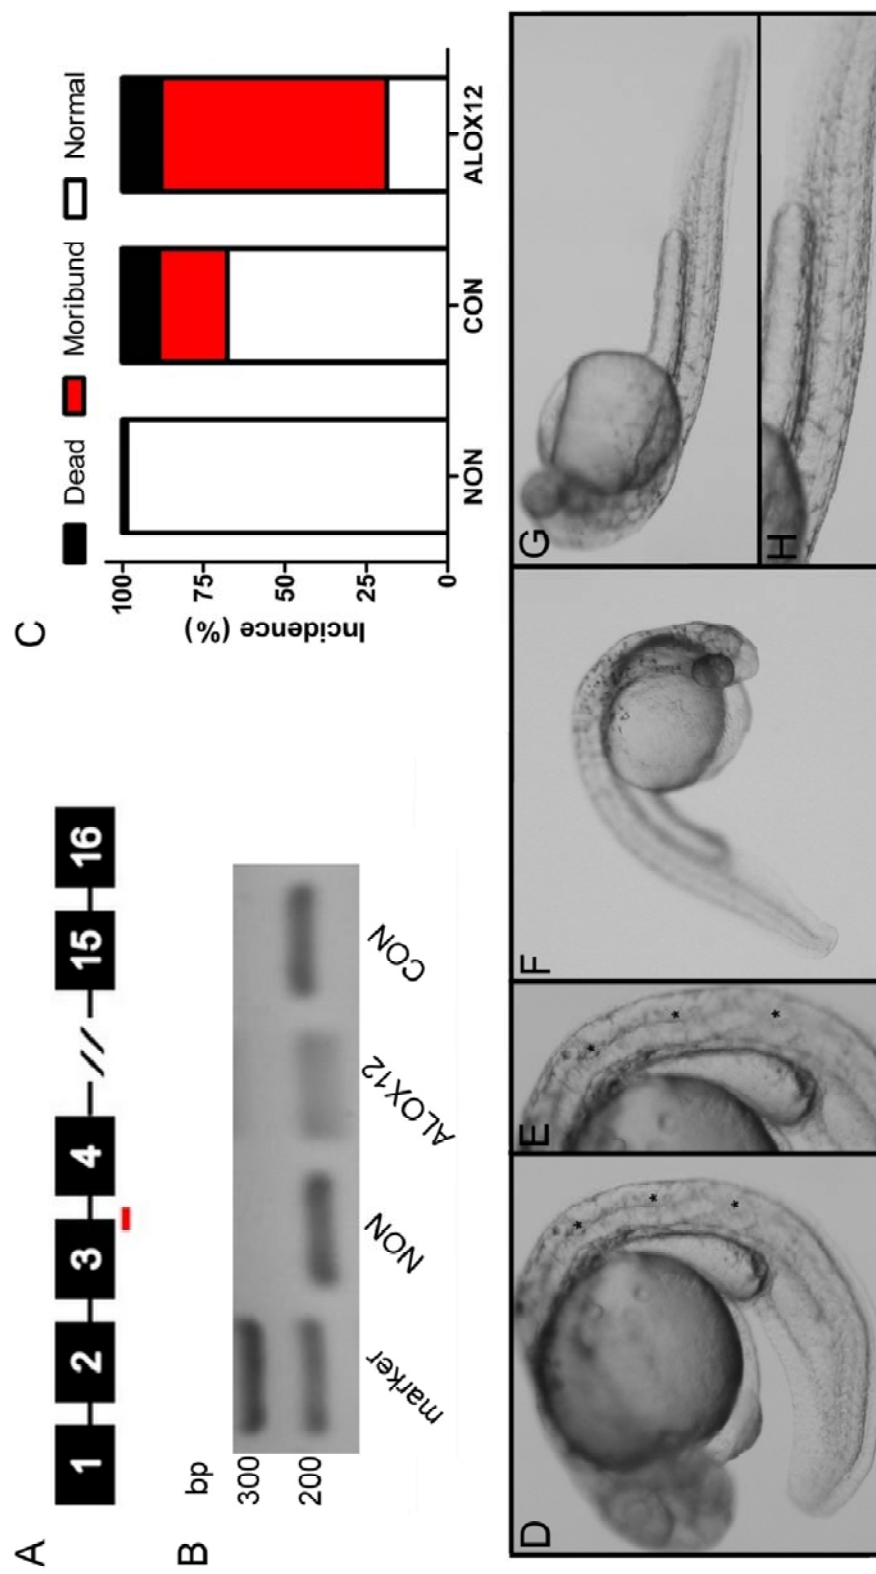 A
1 2 3 4 // 15 16
B
bp
300
200
marker NON ALOX12 CON
C
Dead Moribund Normal
Incidence (%)
100
75
50
25
0
NON CON ALOX12
D
*
*
*
E
*
*
*
F
G
H